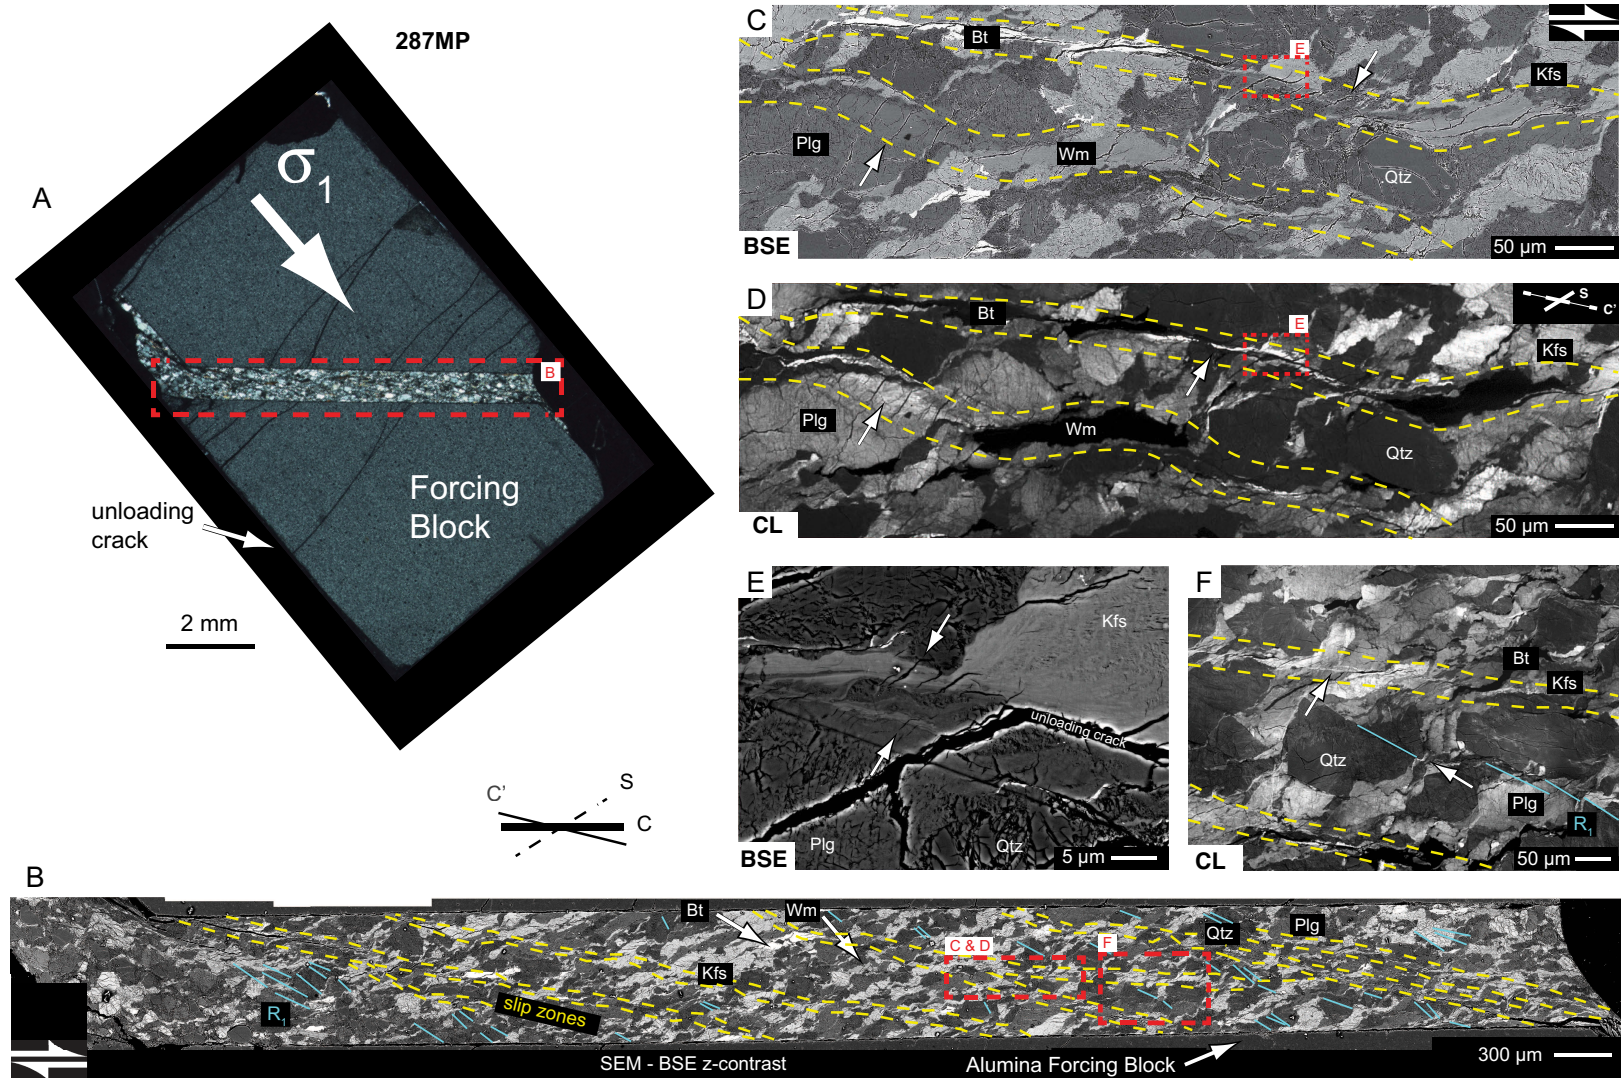 287MP
A
σ1
B
Forcing
Block
unloading
crack
2 mm
C'
S
C
C
Bt
E
Kfs
Plg
Wm
Qtz
BSE
50 µm
D
S
C'
Bt
E
Kfs
Plg
Wm
Qtz
CL
50 µm
E
Kfs
unloading crack
Plg
Qtz
BSE
5 µm
F
Bt
Kfs
Qtz
Plg
R1
CL
50 µm
B
Bt
Wm
C & D
F
Qtz
Plg
Kfs
R1
slip zones
SEM - BSE z-contrast
Alumina Forcing Block
300 µm